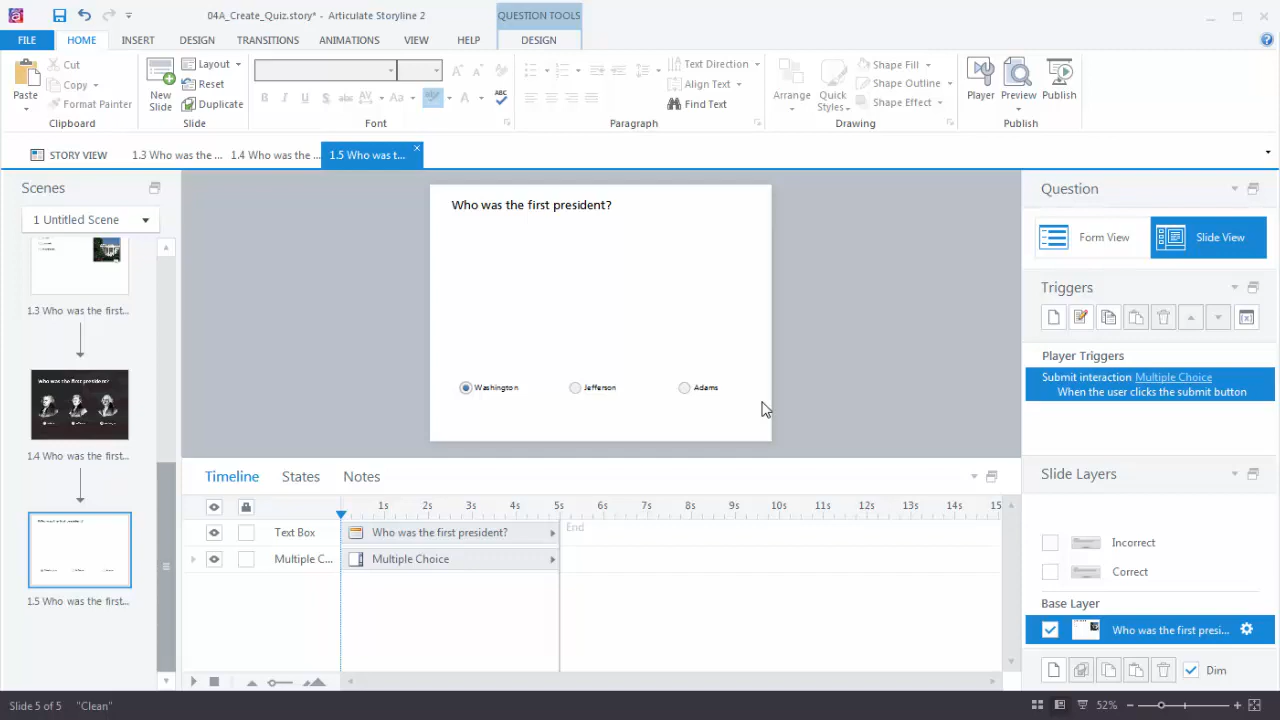 04A_Create_Quiz.story* - Articulate Storyline 2
QUESTION TOOLS
FILE HOME INSERT DESIGN TRANSITIONS ANIMATIONS VIEW HELP DESIGN
Paste
Cut
Copy
Format Painter
Clipboard
New Slide
Layout
Reset
Duplicate
Slide
Font
Text Direction
Align Text
Find Text
Paragraph
Arrange
Quick Styles
Shape Fill
Shape Outline
Shape Effect
Drawing
Player
Preview
Publish
Publish
STORY VIEW 1.3 Who was the ... 1.4 Who was the ... 1.5 Who was t...
Scenes
1 Untitled Scene
1.3 Who was the first...
Who was the first president?
1.4 Who was the first...
1.5 Who was the first...
Who was the first president?
Washington Jefferson Adams
Timeline States Notes
1s 2s 3s 4s 5s 6s 7s 8s 9s 10s 11s 12s 13s 14s 15
Text Box Who was the first president? End
Multiple C... Multiple Choice
Question
Form View Slide View
Triggers
Player Triggers
Submit interaction Multiple Choice
When the user clicks the submit button
Slide Layers
Incorrect
Correct
Base Layer
Who was the first presi...
Dim
Slide 5 of 5 "Clean" 52%